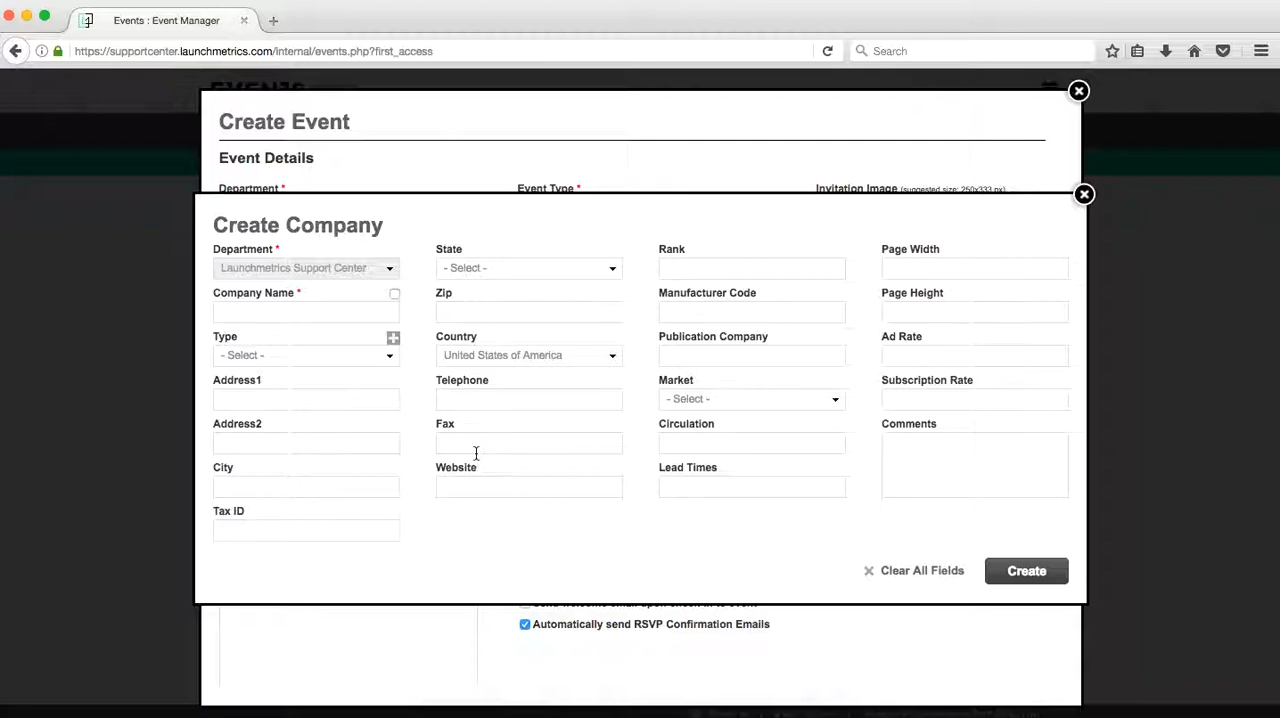 Events : Event Manager
https://supportcenter.launchmetrics.com/internal/events.php?first_access
Search
Create Event
Event Details
Department *
Event Type *
Invitation Image (suggested size: 250x333 px)
Create Company
Department *
Launchmetrics Support Center
Company Name *
Type
- Select -
Address1
Address2
City
Tax ID
State
- Select -
Zip
Country
United States of America
Telephone
Fax
Website
Rank
Manufacturer Code
Publication Company
Market
- Select -
Circulation
Lead Times
Page Width
Page Height
Ad Rate
Subscription Rate
Comments
Clear All Fields
Create
Automatically send RSVP Confirmation Emails